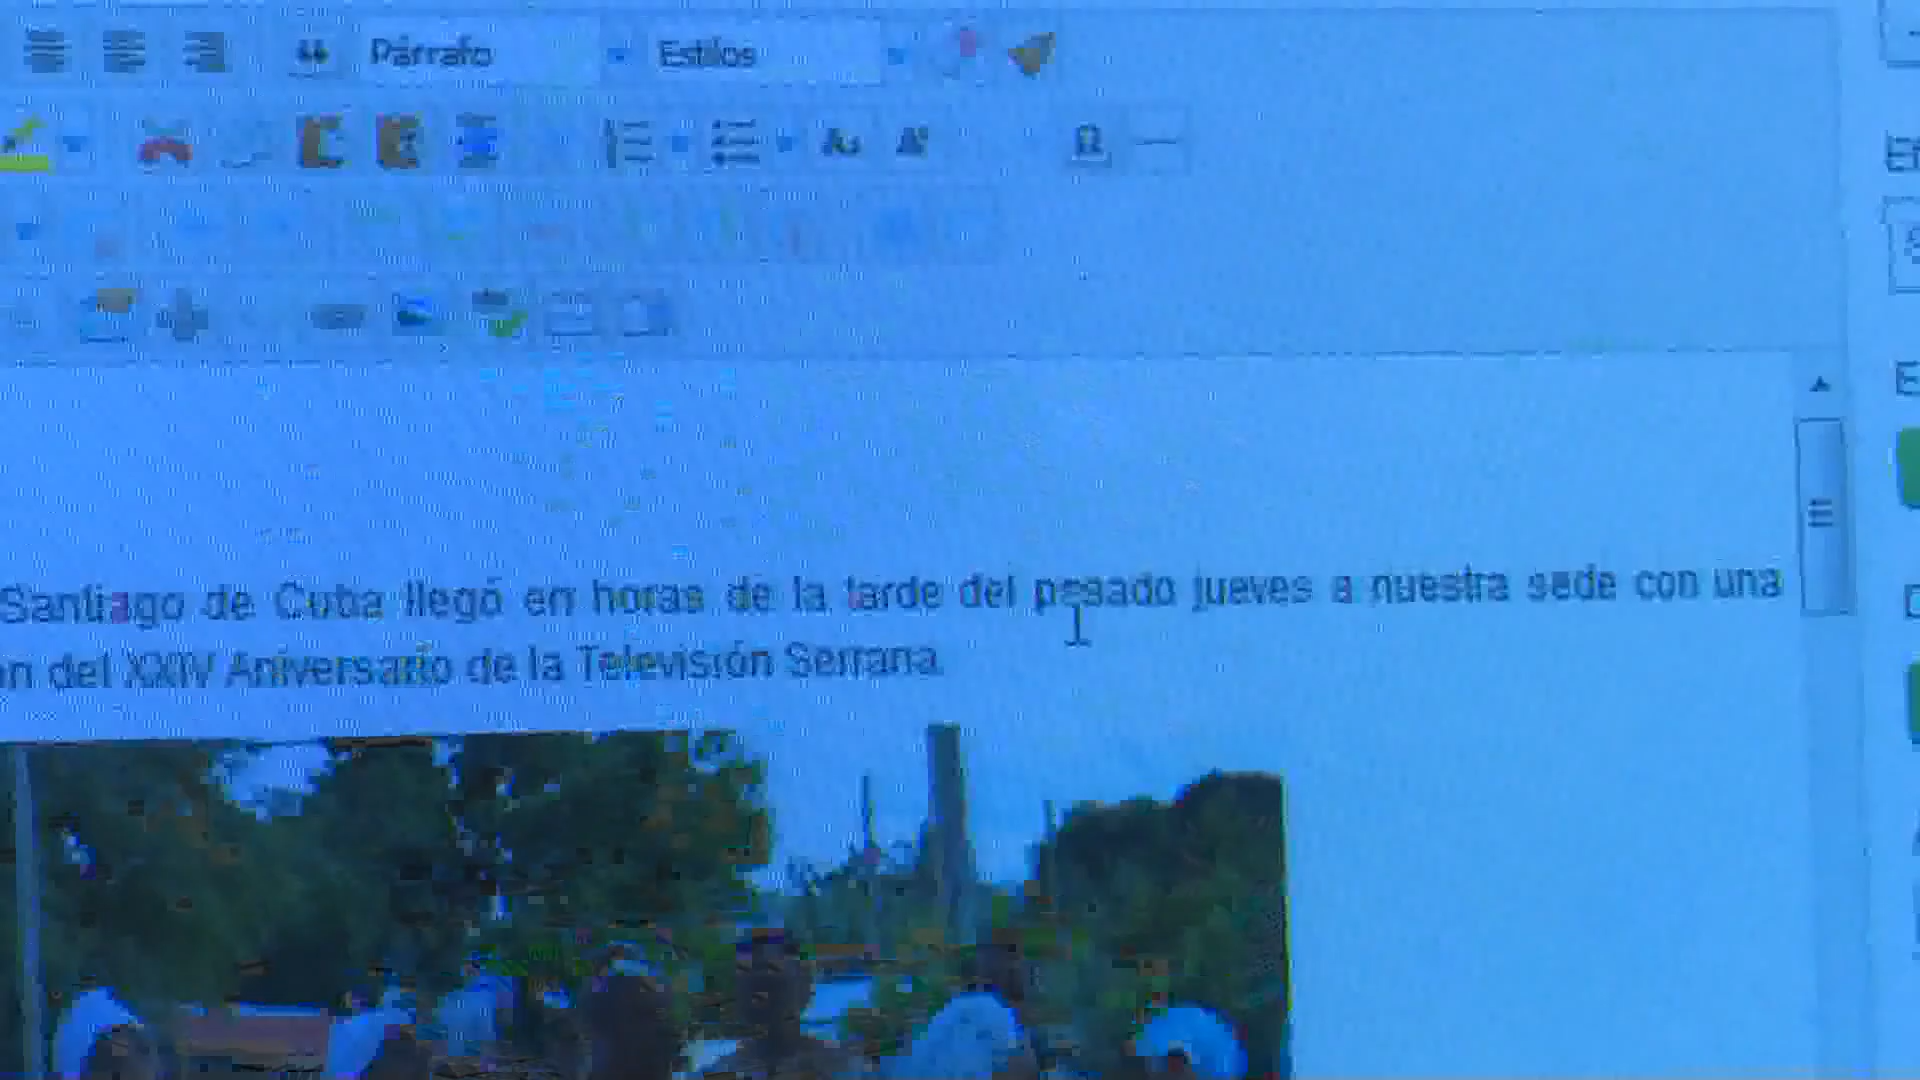 Párrafo Estilos
Santiago de Cuba llegó en horas de la tarde del pasado jueves a nuestra sede con una
del XXIV Aniversario de la Televisión Serrana.